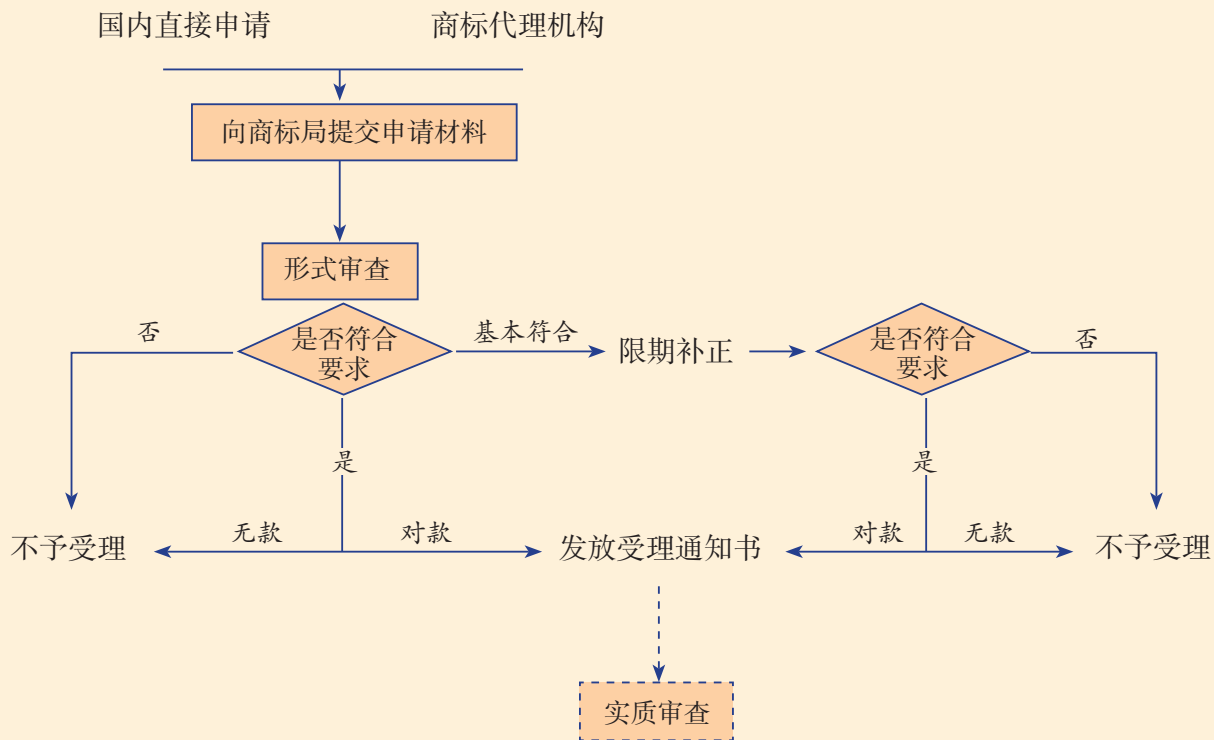 国内直接申请
商标代理机构
向商标局提交申请材料
形式审查
否
是否符合
要求
基本符合
限期补正
是否符合
要求
否
是
是
不予受理
无款
对款
发放受理通知书
对款
无款
不予受理
实质审查